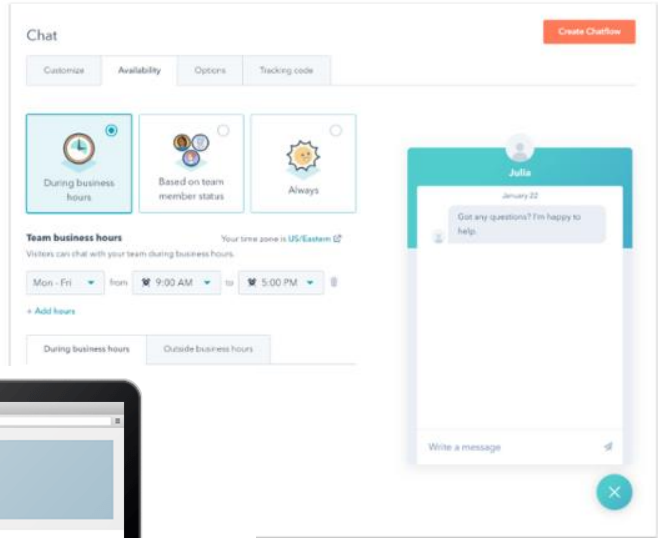 Chat
Create Chatflow
Customize Availability Options Tracking code
During business
hours
Based on team
member status
Always
Team business hours Your time zone is US/Eastern
Visitors can chat with your team during business hours.
Mon - Fri from 9:00 AM to 5:00 PM
+ Add hours
During business hours Outside business hours
Julia
January 22
Got any questions? I'm happy to
help.
Write a message